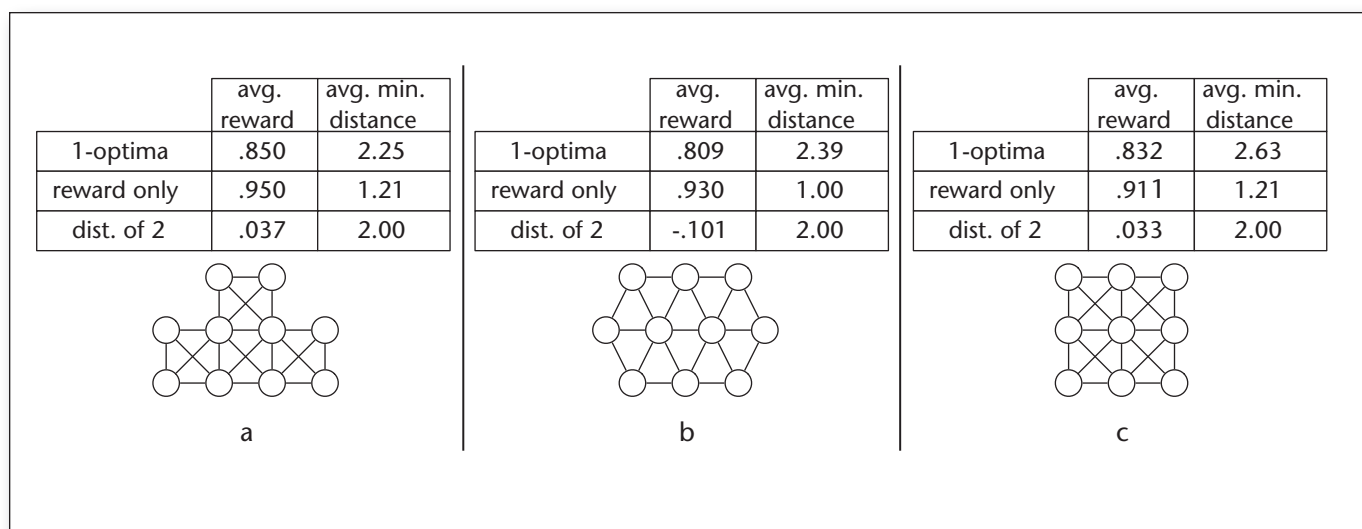 avg. avg. min.
reward distance
1-optima .850 2.25
reward only .950 1.21
dist. of 2 .037 2.00
a
avg. avg. min.
reward distance
1-optima .809 2.39
reward only .930 1.00
dist. of 2 -.101 2.00
b
avg. avg. min.
reward distance
1-optima .832 2.63
reward only .911 1.21
dist. of 2 .033 2.00
c